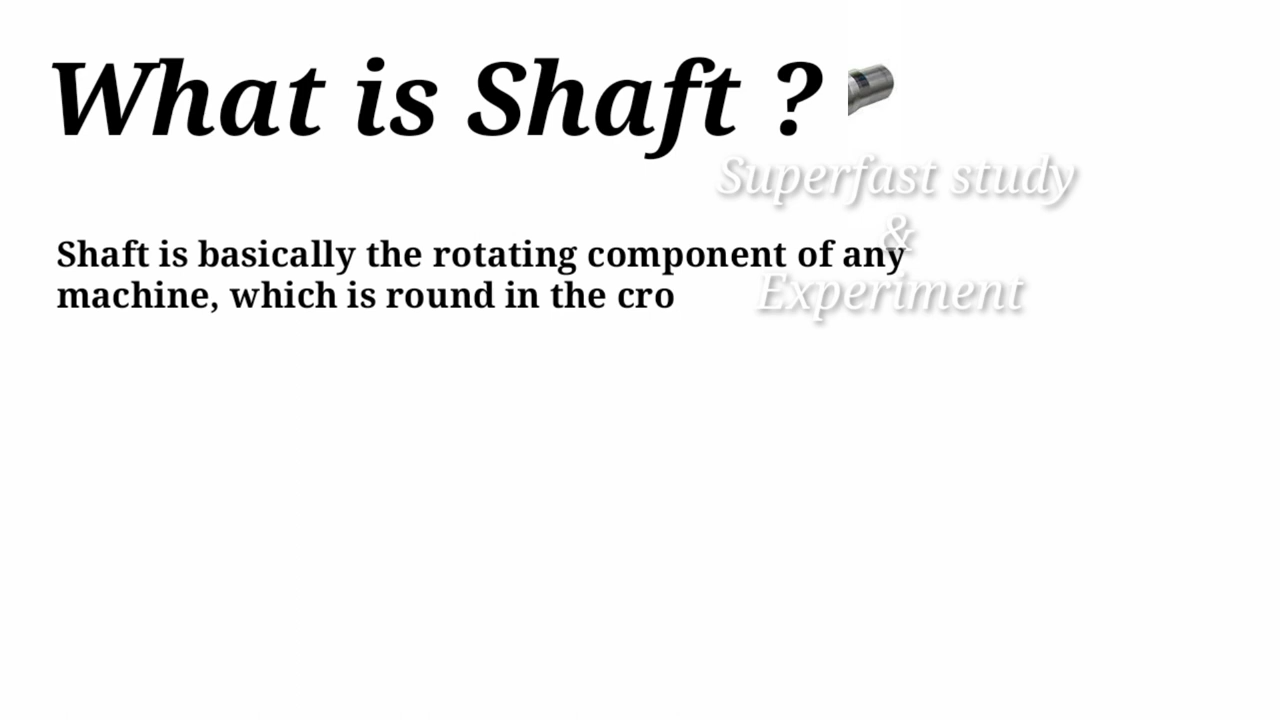 What is Shaft ?
Superfast study
&
Experiment
Shaft is basically the rotating component of any
machine, which is round in the cro